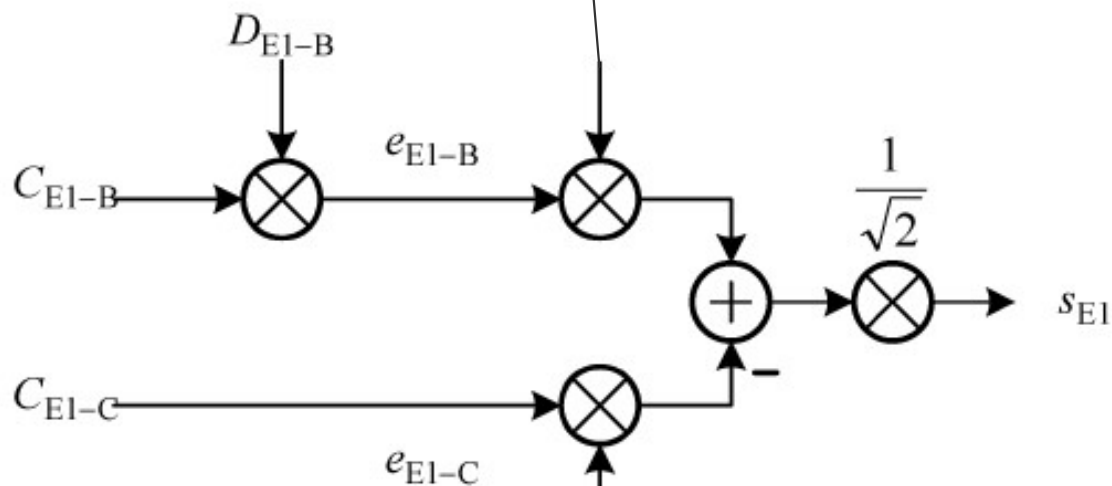 D_E1–B
e_E1–B
C_E1–B
1
√2
+
s_E1
–
C_E1–C
e_E1–C